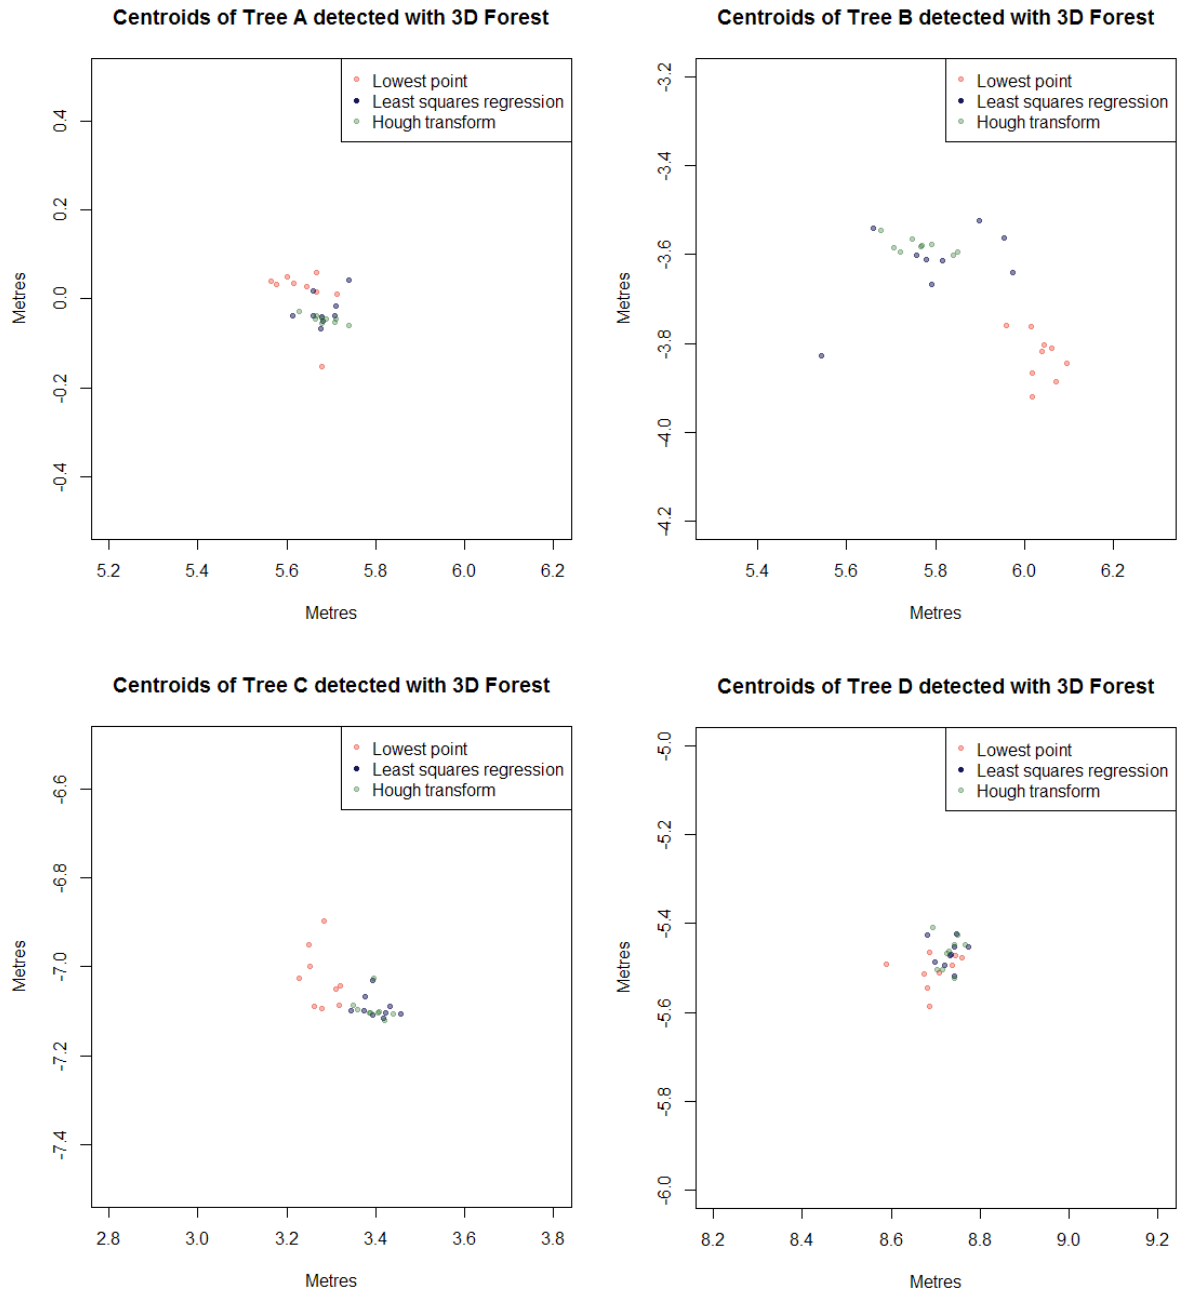 Centroids of Tree A detected with 3D Forest
Lowest point
Least squares regression
Hough transform
0.4
0.2
0.0
-0.2
-0.4
Metres
5.2 5.4 5.6 5.8 6.0 6.2
Metres
Centroids of Tree B detected with 3D Forest
Lowest point
Least squares regression
Hough transform
-3.2
-3.4
-3.6
-3.8
-4.0
-4.2
Metres
5.4 5.6 5.8 6.0 6.2
Metres
Centroids of Tree C detected with 3D Forest
Lowest point
Least squares regression
Hough transform
-6.6
-6.8
-7.0
-7.2
-7.4
Metres
2.8 3.0 3.2 3.4 3.6 3.8
Metres
Centroids of Tree D detected with 3D Forest
Lowest point
Least squares regression
Hough transform
-5.0
-5.2
-5.4
-5.6
-5.8
-6.0
Metres
8.2 8.4 8.6 8.8 9.0 9.2
Metres